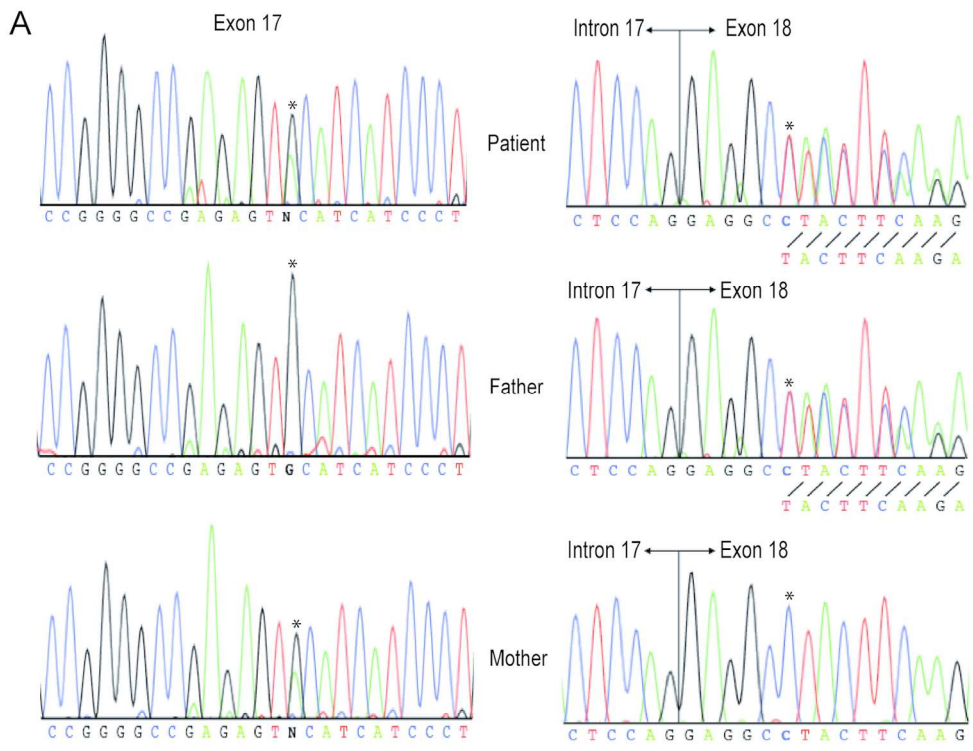 A
Exon 17
*
CCGGGGCCGAGAGTNCATCATCCCT
Patient
Intron 17 Exon 18
*
CTCCAGGAGGCCTACTTCAAG
TACTTCAAGA
*
CCGGGGCCGAGAGTGCATCATCCCT
Father
Intron 17 Exon 18
*
CTCCAGGAGGCCTACTTCAAG
TACTTCAAGA
*
CCGGGGCCGAGAGTNCATCATCCCT
Mother
Intron 17 Exon 18
*
CTCCAGGAGGCCTACTTCAAG